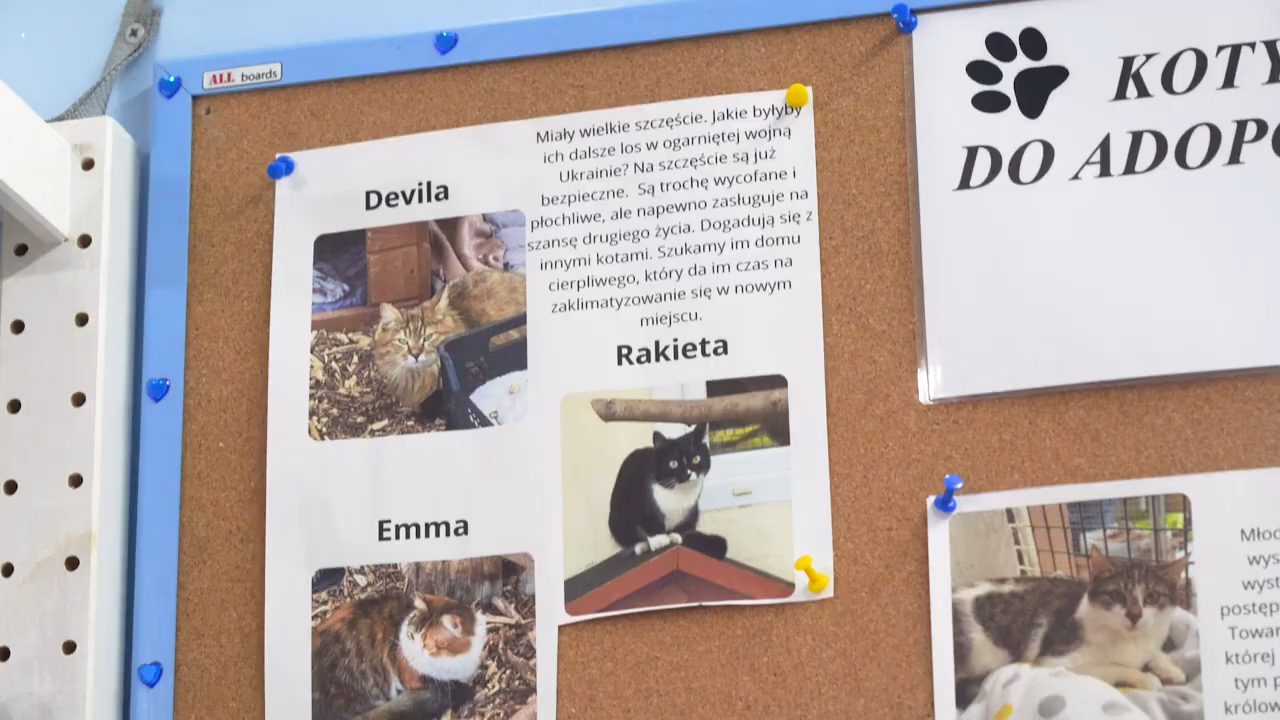 ALL boards
Devila
Miały wielkie szczęście. Jakie byłyby
ich dalsze los w ogarniętej wojną
Ukrainie? Na szczęście są już
bezpieczne. Są trochę wycofane i
płochliwe, ale napewno zasługuje na
szansę drugiego życia. Dogadują się z
innymi kotami. Szukamy im domu
cierpliwego, który da im czas na
zaklimatyzowanie się w nowym
miejscu.
Rakieta
Emma
KOTY
DO ADOP
Młod
wys
wyst
postęp
Towar
której
tym p
królow